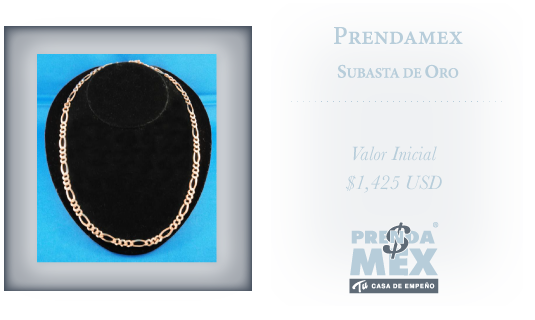 Prendamex
Subasta de Oro
Valor Inicial
$1,425 USD
PRENDA
MEX
®
Tu CASA DE EMPEÑO